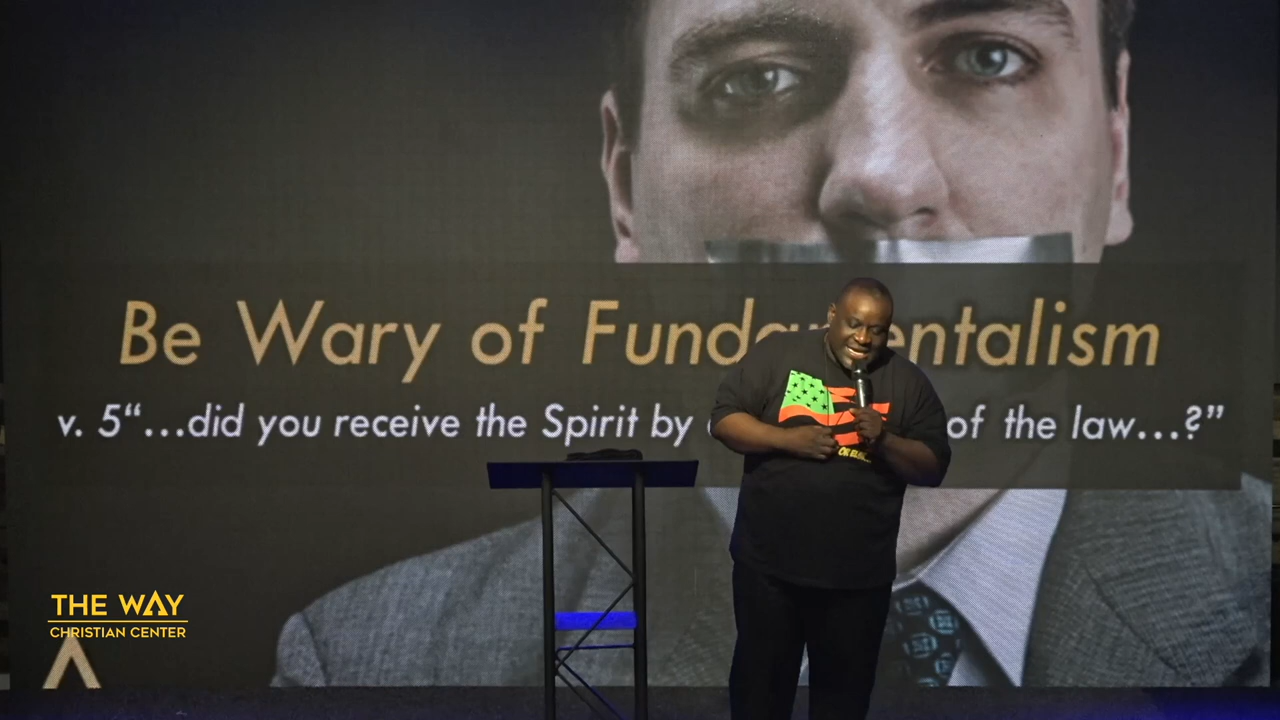 Be Wary of Fund entalism
v. 5“...did you receive the Spirit by of the law...?”
THE WAY
CHRISTIAN CENTER